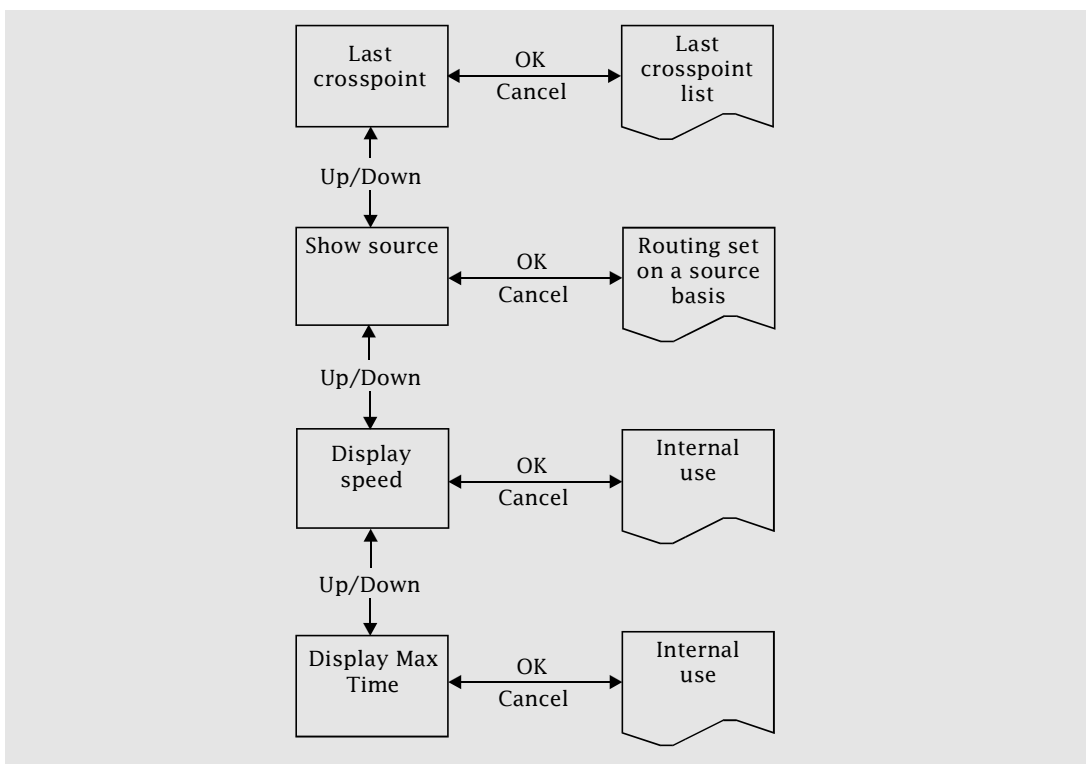 Last
crosspoint
OK
Cancel
Last
crosspoint
list
Up/Down
Show source
OK
Cancel
Routing set
on a source
basis
Up/Down
Display
speed
OK
Cancel
Internal
use
Up/Down
Display Max
Time
OK
Cancel
Internal
use